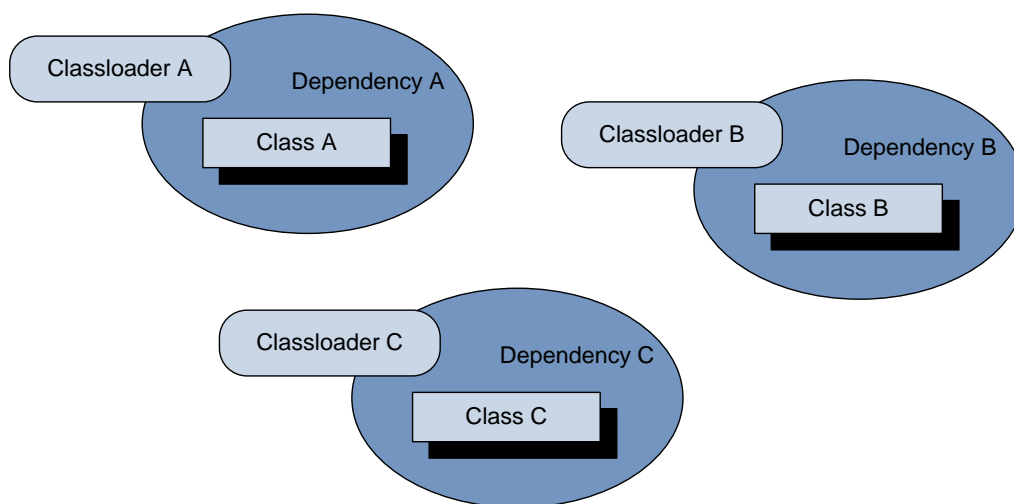 Classloader A
Dependency A
Class A
Classloader B
Dependency B
Class B
Classloader C
Dependency C
Class C